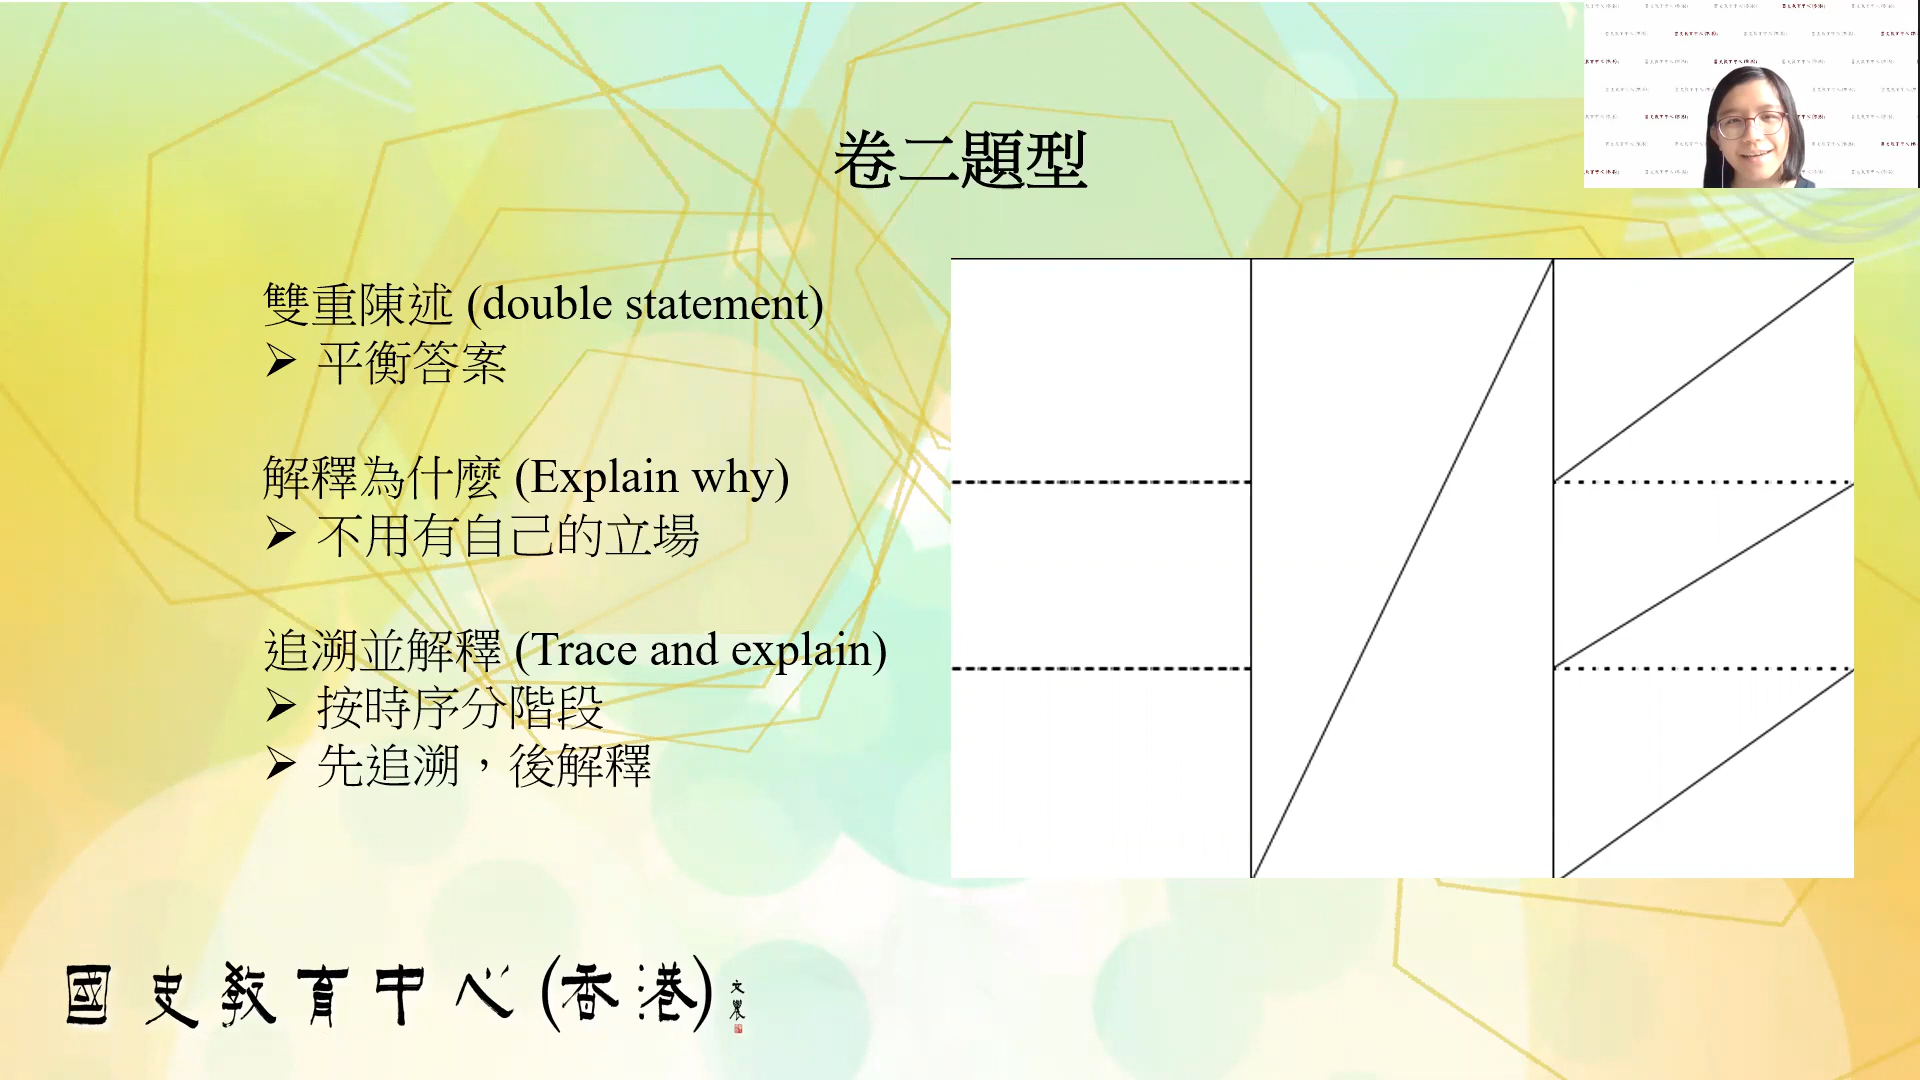 卷二題型
雙重陳述 (double statement)
➢ 平衡答案
解釋為什麼 (Explain why)
➢ 不用有自己的立場
追溯並解釋 (Trace and explain)
➢ 按時序分階段
➢ 先追溯，後解釋
國史教育中心(香港)
文農